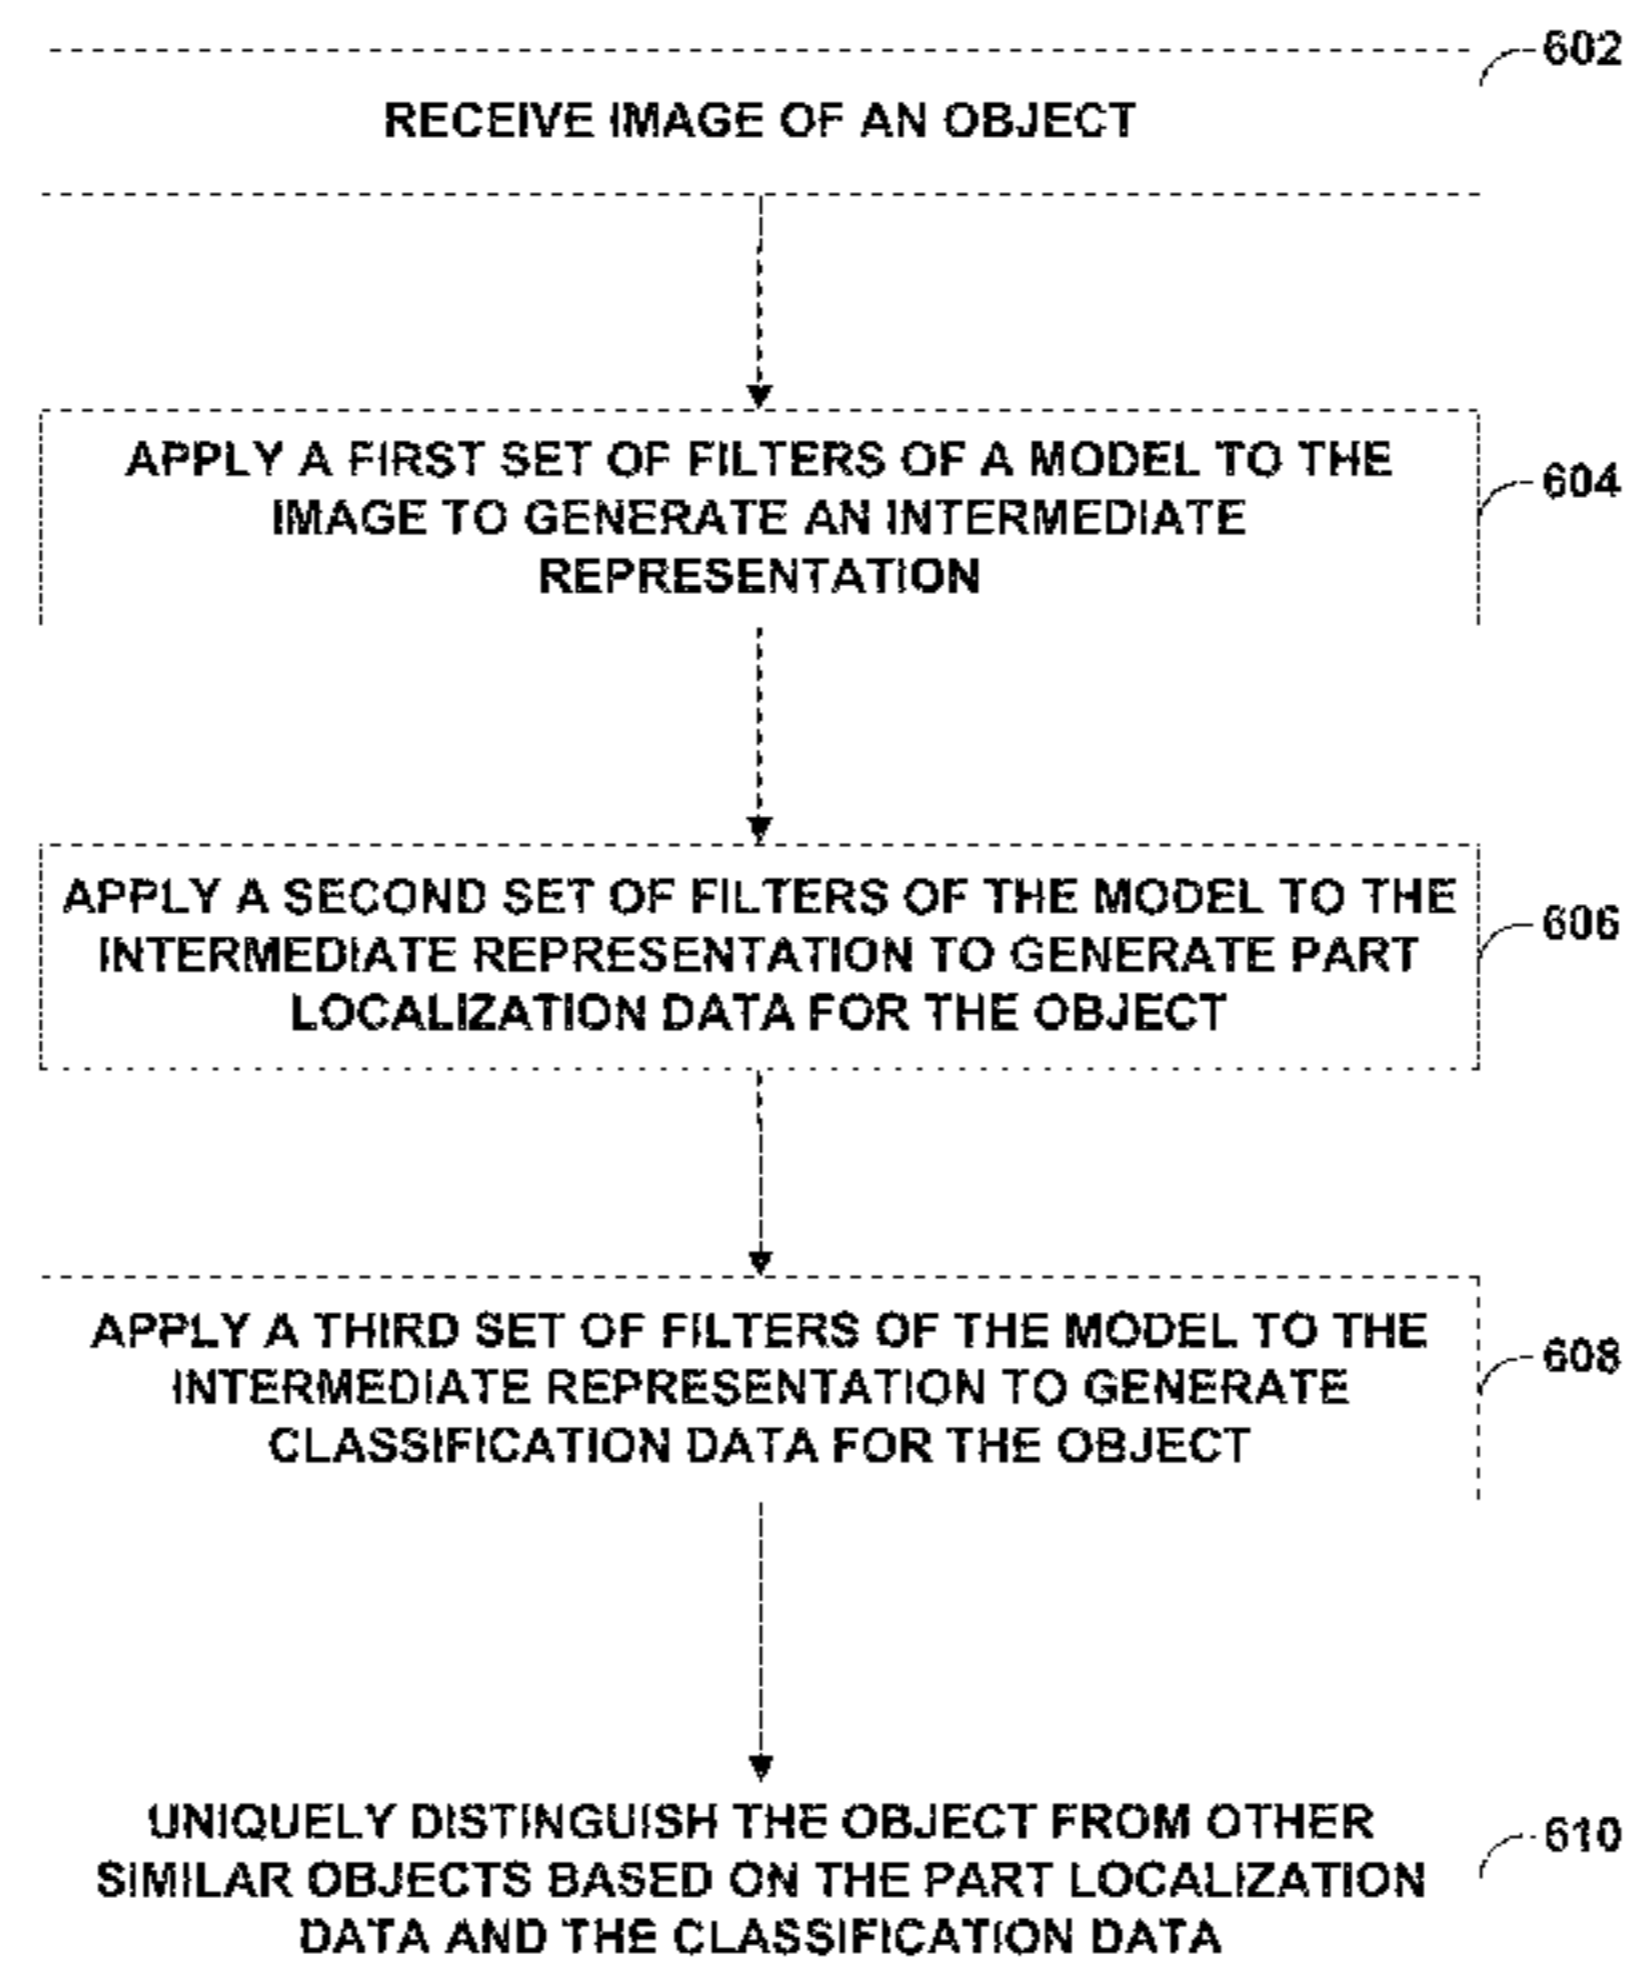 602
RECEIVE IMAGE OF AN OBJECT
APPLY A FIRST SET OF FILTERS OF A MODEL TO THE
IMAGE TO GENERATE AN INTERMEDIATE
REPRESENTATION
604
APPLY A SECOND SET OF FILTERS OF THE MODEL TO THE
INTERMEDIATE REPRESENTATION TO GENERATE PART
LOCALIZATION DATA FOR THE OBJECT
606
APPLY A THIRD SET OF FILTERS OF THE MODEL TO THE
INTERMEDIATE REPRESENTATION TO GENERATE
CLASSIFICATION DATA FOR THE OBJECT
608
UNIQUELY DISTINGUISH THE OBJECT FROM OTHER
SIMILAR OBJECTS BASED ON THE PART LOCALIZATION
DATA AND THE CLASSIFICATION DATA
610